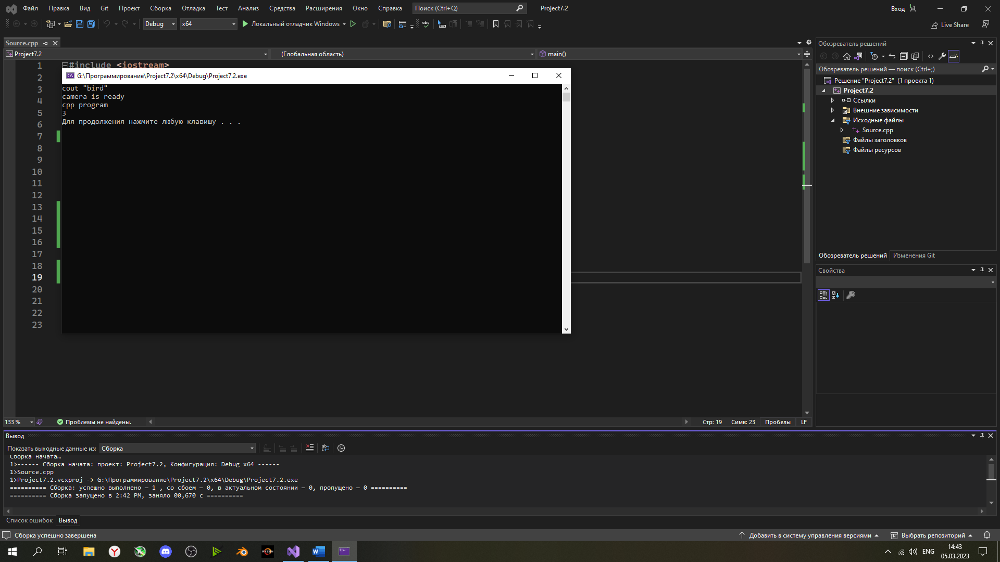 Файл Правка Вид Git Проект Сборка Отладка Тест Анализ Средства Расширения Окно Справка Поиск (Ctrl+Q) Project7.2 Вход
Debug x64 Локальный отладчик Windows Live Share
Source.cpp
Project7.2 (Глобальная область) main()
1 #include <iostream>
2
3
4
5
6
7
8
9
10
11
12
13
14
15
16
17
18
19
20
21
22
23
G:\Программирование\Project7.2\x64\Debug\Project7.2.exe
cout "bird"
camera is ready
cpp program
3
Для продолжения нажмите любую клавишу . . .
133 % Проблемы не найдены. Стр: 19 Симв: 23 Пробелы LF
Обозреватель решений
Обозреватель решений — поиск (Ctrl+;)
Решение "Project7.2" (1 проекта 1)
Project7.2
Ссылки
Внешние зависимости
Исходные файлы
Source.cpp
Файлы заголовков
Файлы ресурсов
Обозреватель решений Изменения Git
Свойства
Вывод
Показать выходные данные из: Сборка
Сборка начата…
1>------ Сборка начата: проект: Project7.2, Конфигурация: Debug x64 ------
1>Source.cpp
1>Project7.2.vcxproj -> G:\Программирование\Project7.2\x64\Debug\Project7.2.exe
========== Сборка: успешно выполнено — 1 , со сбоем — 0, в актуальном состоянии — 0, пропущено — 0 ==========
========== Сборка запущено в 2:42 PM, заняло 00,670 с ==========
Список ошибок Вывод
Сборка успешно завершена Добавить в систему управления версиями Выбрать репозиторий
RYZEN
ENG
14:43
05.03.2023